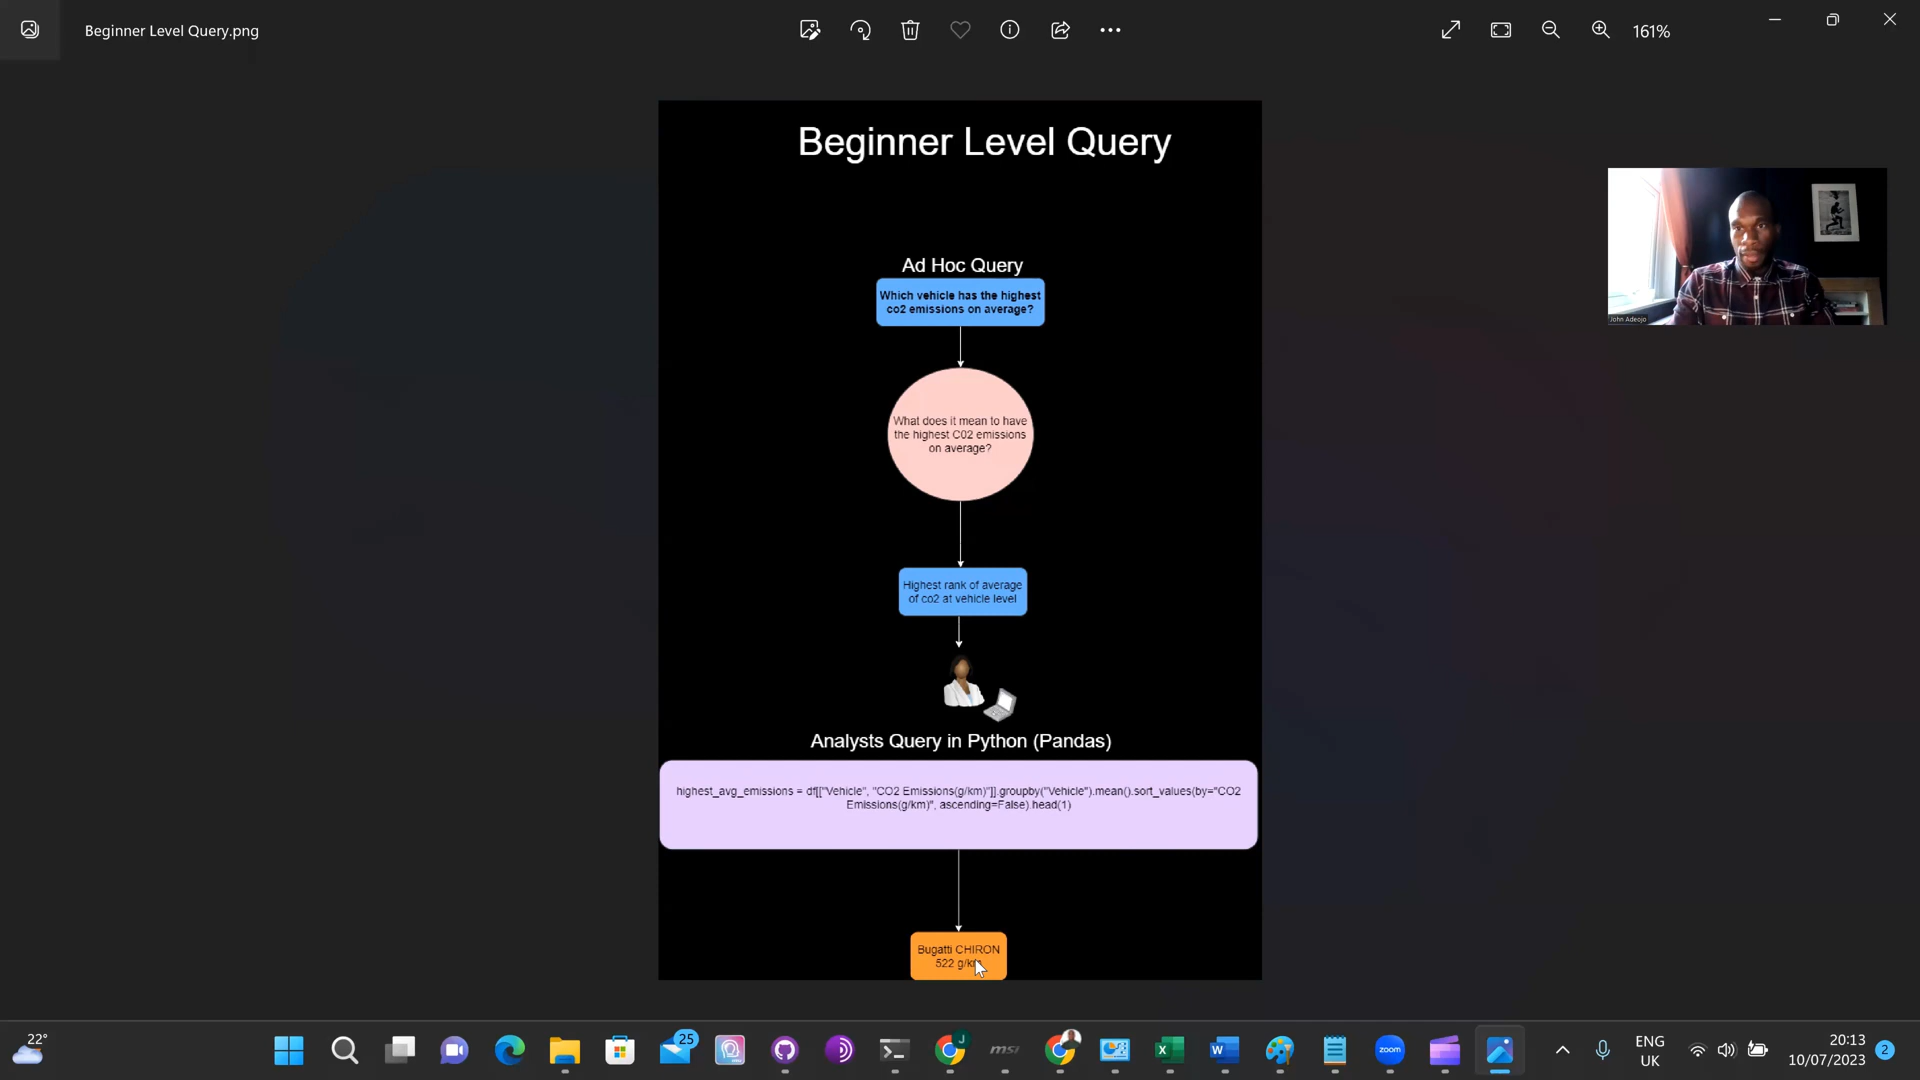 Beginner Level Query.png
161%
Beginner Level Query
Ad Hoc Query
Which vehicle has the highest
co2 emissions on average?
What does it mean to have
the highest C02 emissions
on average?
Highest rank of average
of co2 at vehicle level
Analysts Query in Python (Pandas)
highest_avg_emissions = df[["Vehicle", "CO2 Emissions(g/km)"]].groupby("Vehicle").mean().sort_values(by="CO2
Emissions(g/km)", ascending=False).head(1)
Bugatti CHIRON
522 g/km
John Adeojo
22°
25
J
msi
zoom
ENG
UK
20:13
10/07/2023
2